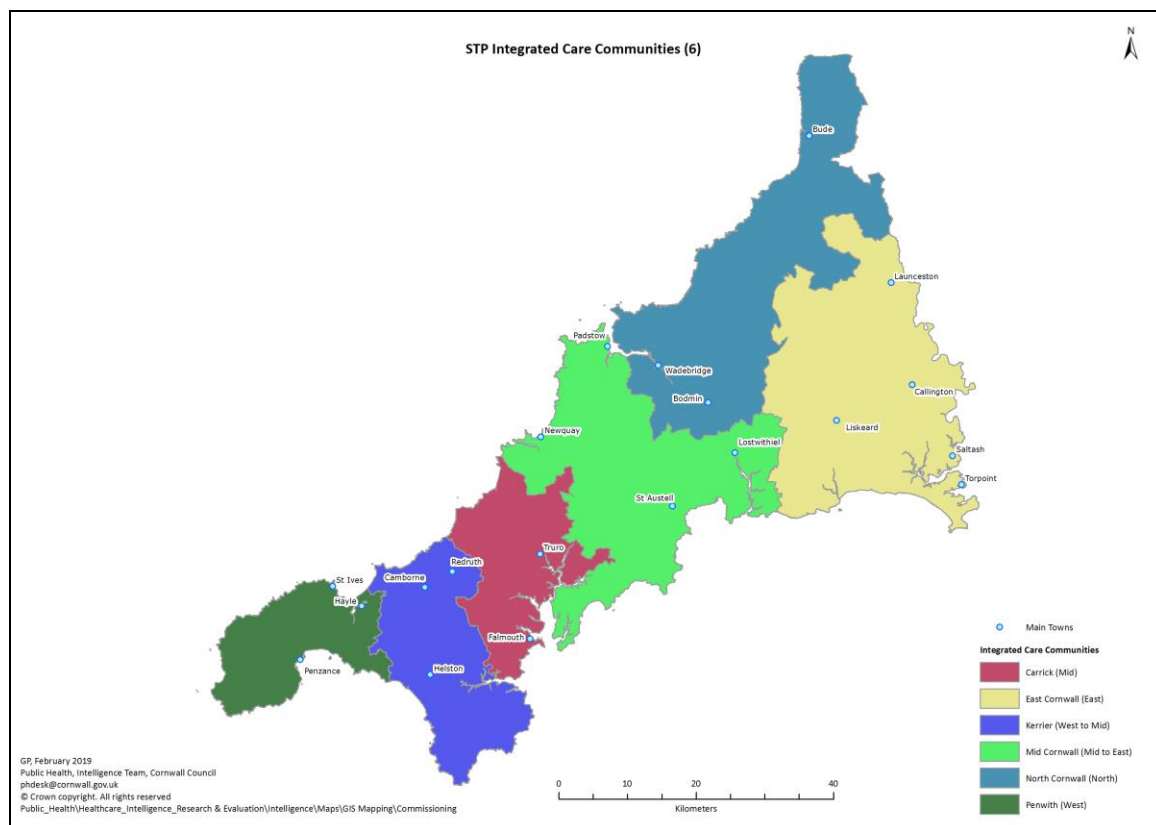 STP Integrated Care Communities (6)
N
Bude
Launceston
Padstow
Wadebridge
Callington
Bodmin
Liskeard
Newquay
Lostwithiel
Saltash
Torpoint
St Austell
Truro
Redruth
St Ives
Camborne
Hayle
Falmouth
Penzance
Helston
Main Towns
Integrated Care Communities
Carrick (Mid)
East Cornwall (East)
Kerrier (West to Mid)
Mid Cornwall (Mid to East)
North Cornwall (North)
Penwith (West)
GP, February 2019
Public Health, Intelligence Team, Cornwall Council
phdesk@cornwall.gov.uk
© Crown copyright. All rights reserved
Public_Health\Healthcare_Intelligence_Research & Evaluation\Intelligence\Maps\GIS Mapping\Commissioning
0 10 20 40
Kilometers